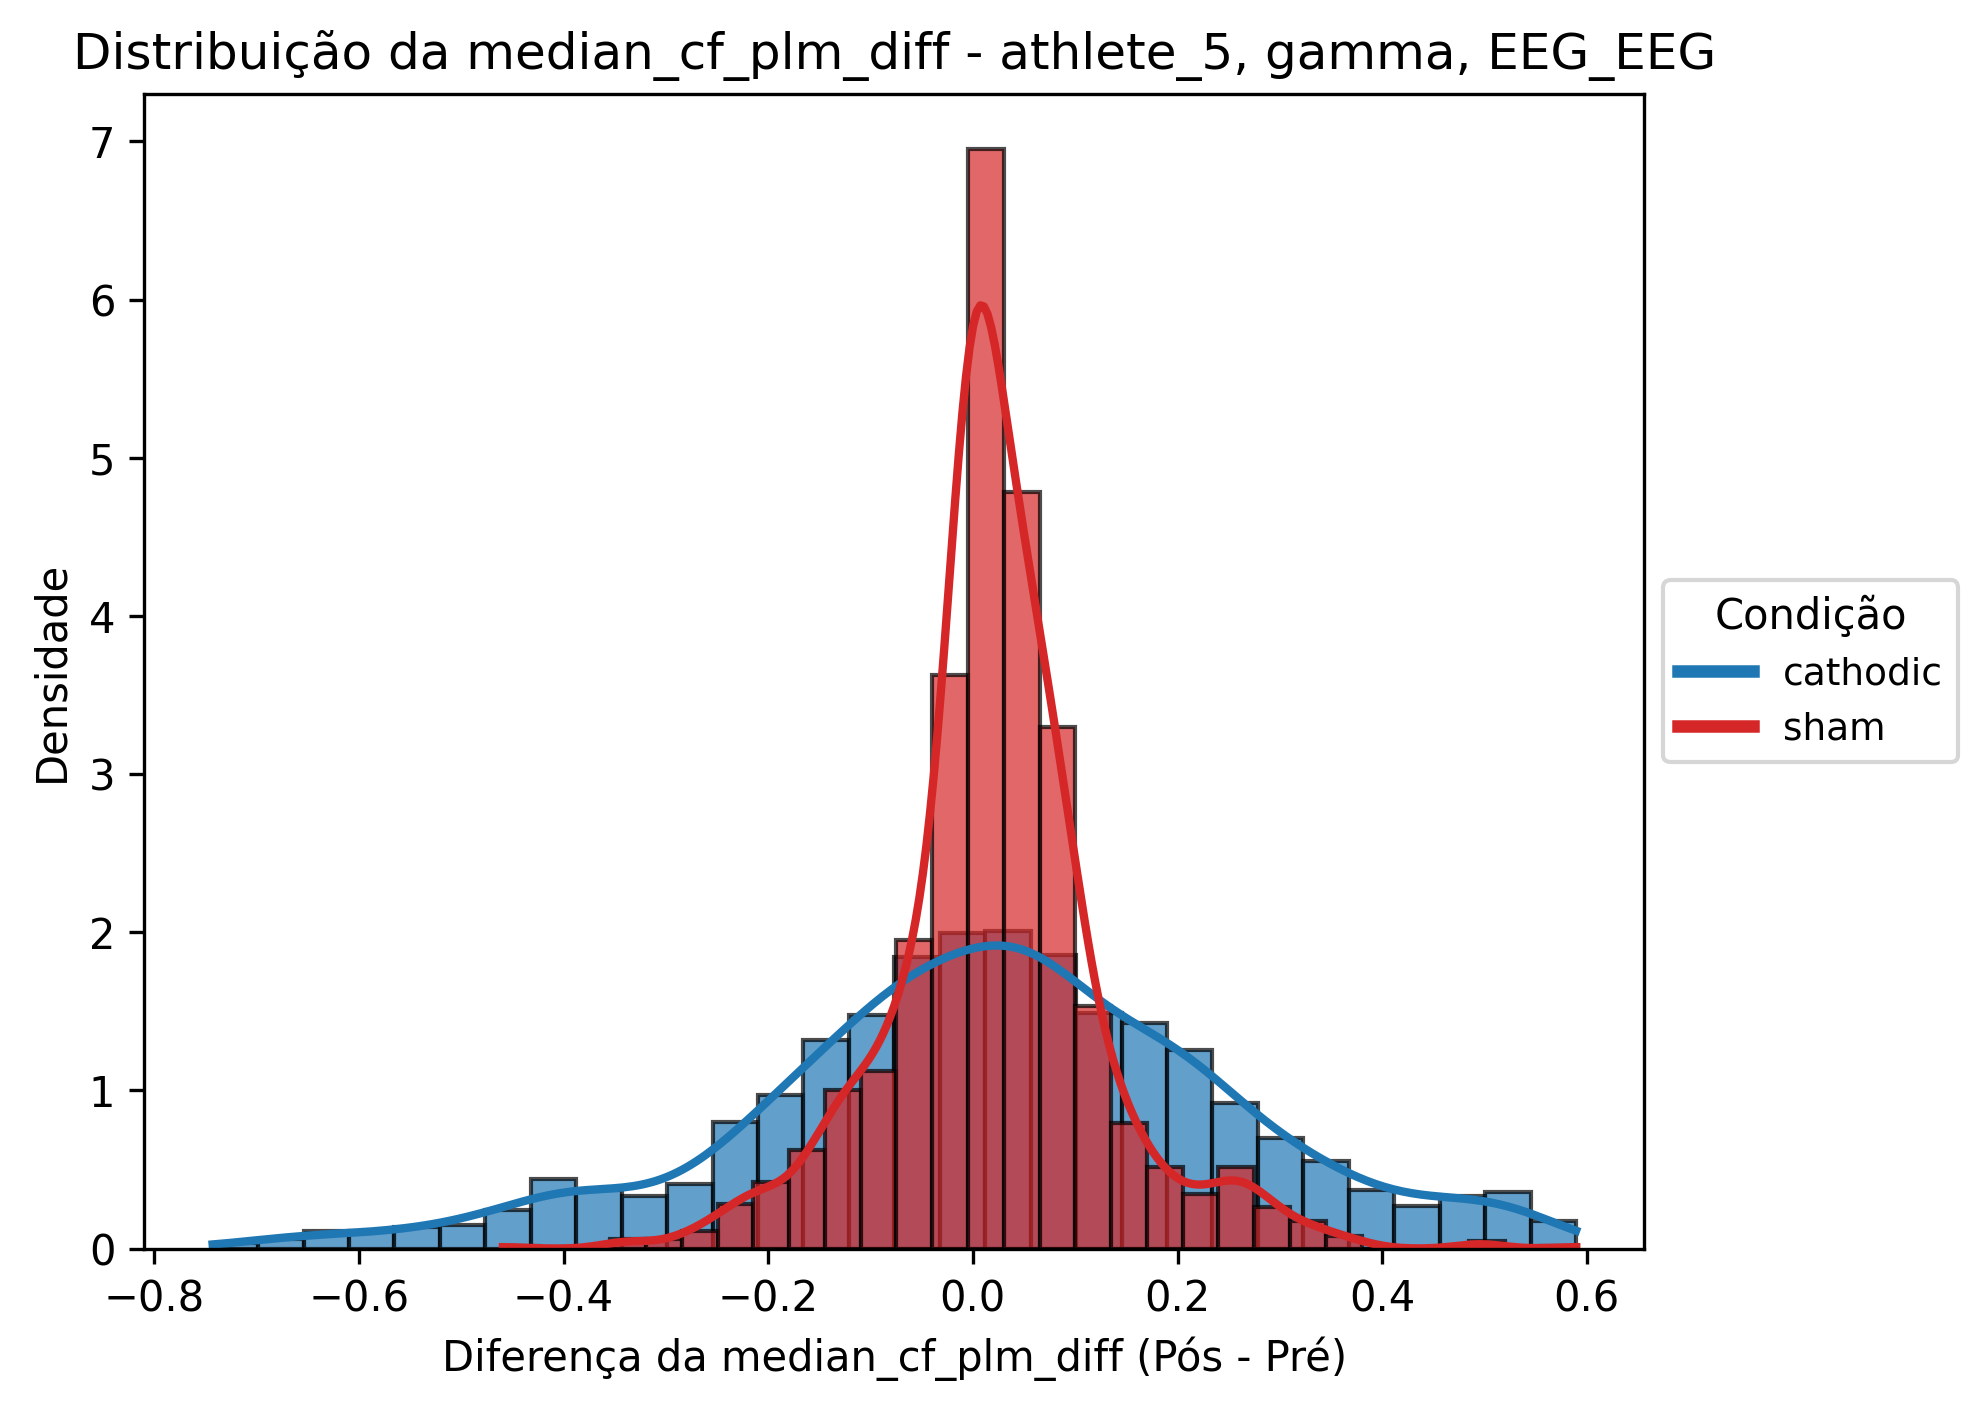 Distribuição da median_cf_plm_diff - athlete_5, gamma, EEG_EEG
7
6
5
4
3
2
1
0
Densidade
−0.8 −0.6 −0.4 −0.2 0.0 0.2 0.4 0.6
Diferença da median_cf_plm_diff (Pós - Pré)
Condição
cathodic
sham